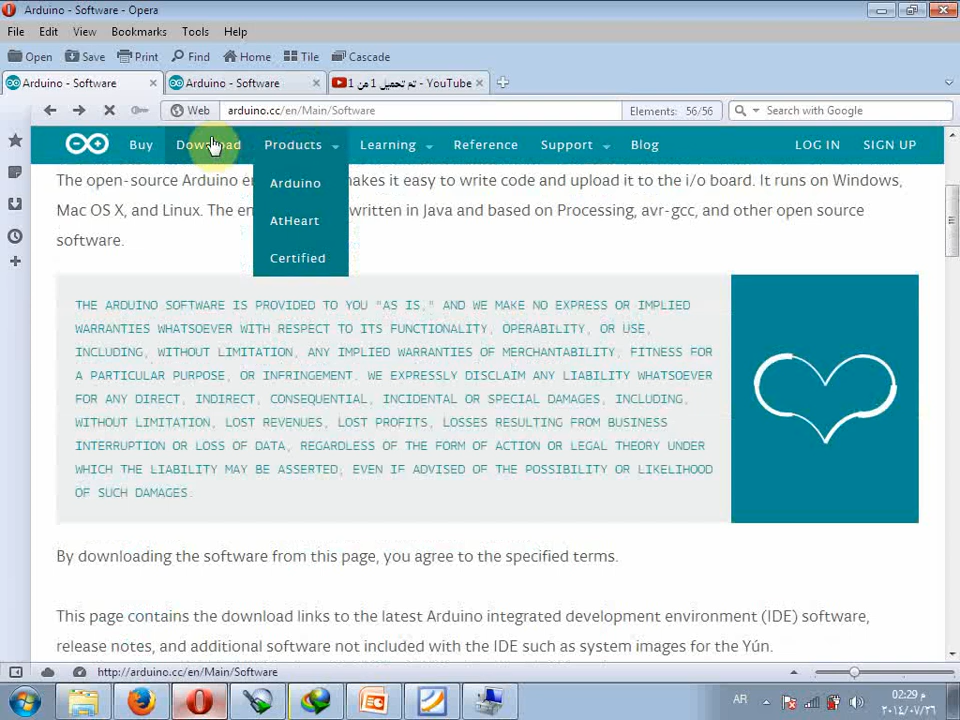 Arduino - Software - Opera
File Edit View Bookmarks Tools Help
Open Save Print Find Home Tile Cascade
Arduino - Software Arduino - Software YouTube - تم تحميل 1 من 1
Web arduino.cc/en/Main/Software Elements: 56/56 Search with Google
Buy Download Products Learning Reference Support Blog LOG IN SIGN UP
Arduino
AtHeart
Certified
The open-source Arduino en akes it easy to write code and upload it to the i/o board. It runs on Windows,
Mac OS X, and Linux. The en written in Java and based on Processing, avr-gcc, and other open source
software.
THE ARDUINO SOFTWARE IS PROVIDED TO YOU "AS IS," AND WE MAKE NO EXPRESS OR IMPLIED
WARRANTIES WHATSOEVER WITH RESPECT TO ITS FUNCTIONALITY, OPERABILITY, OR USE,
INCLUDING, WITHOUT LIMITATION, ANY IMPLIED WARRANTIES OF MERCHANTABILITY, FITNESS FOR
A PARTICULAR PURPOSE, OR INFRINGEMENT. WE EXPRESSLY DISCLAIM ANY LIABILITY WHATSOEVER
FOR ANY DIRECT, INDIRECT, CONSEQUENTIAL, INCIDENTAL OR SPECIAL DAMAGES, INCLUDING,
WITHOUT LIMITATION, LOST REVENUES, LOST PROFITS, LOSSES RESULTING FROM BUSINESS
INTERRUPTION OR LOSS OF DATA, REGARDLESS OF THE FORM OF ACTION OR LEGAL THEORY UNDER
WHICH THE LIABILITY MAY BE ASSERTED, EVEN IF ADVISED OF THE POSSIBILITY OR LIKELIHOOD
OF SUCH DAMAGES.
By downloading the software from this page, you agree to the specified terms.
This page contains the download links to the latest Arduino integrated development environment (IDE) software,
release notes, and additional software not included with the IDE such as system images for the Yún.
http://arduino.cc/en/Main/Software
AR
02:29 م
٢٠١٤/٠٧/٢٦